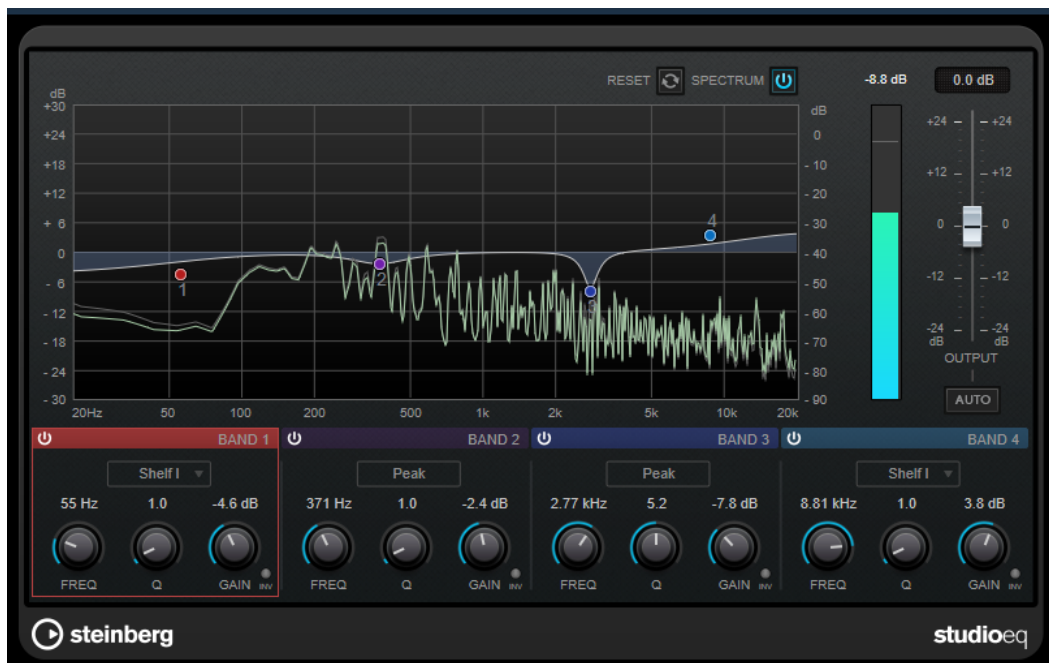 RESET SPECTRUM -8.8 dB 0.0 dB
dB
+30
+24
+18
+12
+ 6
0
- 6
- 12
- 18
- 24
- 30
dB
0
- 10
- 20
- 30
- 40
- 50
- 60
- 70
- 80
- 90
1
2
3
4
20Hz 50 100 200 500 1k 2k 5k 10k 20k
+24 +24
+12 +12
0 0
-12 -12
-24 -24
dB dB
OUTPUT
AUTO
BAND 1 BAND 2 BAND 3 BAND 4
Shelf I Peak Peak Shelf I
55 Hz 1.0 -4.6 dB 371 Hz 1.0 -2.4 dB 2.77 kHz 5.2 -7.8 dB 8.81 kHz 1.0 3.8 dB
FREQ Q GAIN INV FREQ Q GAIN INV FREQ Q GAIN INV FREQ Q GAIN INV
steinberg studioeq